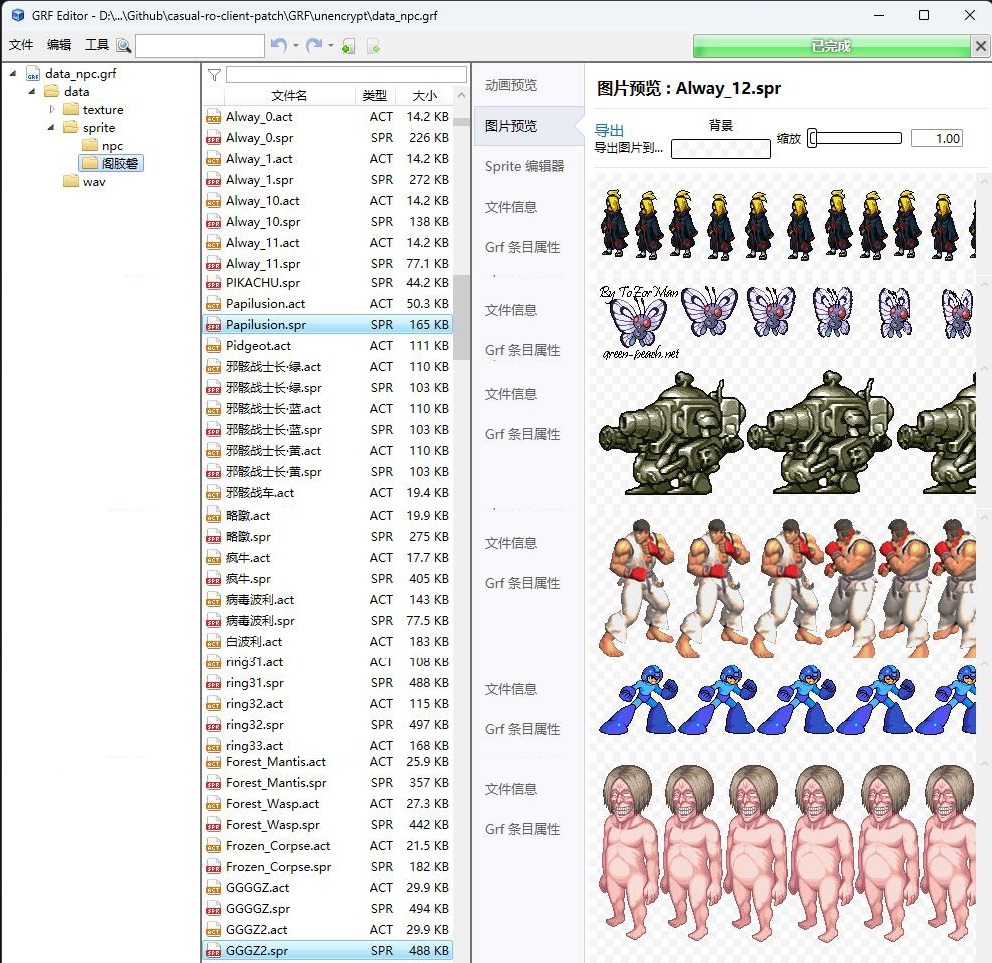 GRF Editor - D:\...\Github\casual-ro-client-patch\GRF\unencrypt\data_npc.grf
文件 编辑 工具
已完成
data_npc.grf
data
texture
sprite
npc
阁胶磐
wav
文件名 类型 大小
Alway_0.act ACT 14.2 KB
Alway_0.spr SPR 226 KB
Alway_1.act ACT 14.2 KB
Alway_1.spr SPR 272 KB
Alway_10.act ACT 14.2 KB
Alway_10.spr SPR 138 KB
Alway_11.act ACT 14.2 KB
Alway_11.spr SPR 77.1 KB
PIKACHU.spr SPR 44.2 KB
Papilusion.act ACT 50.3 KB
Papilusion.spr SPR 165 KB
Pidgeot.act ACT 111 KB
邪骸战士长·绿.act ACT 110 KB
邪骸战士长·绿.spr SPR 103 KB
邪骸战士长·蓝.act ACT 110 KB
邪骸战士长·蓝.spr SPR 103 KB
邪骸战士长·黄.act ACT 110 KB
邪骸战士长·黄.spr SPR 103 KB
邪骸战车.act ACT 19.4 KB
略獙.act ACT 19.9 KB
略獙.spr SPR 275 KB
疯牛.act ACT 17.7 KB
疯牛.spr SPR 405 KB
病毒波利.act ACT 143 KB
病毒波利.spr SPR 77.5 KB
白波利.act ACT 183 KB
ring31.act ACT 108 KB
ring31.spr SPR 488 KB
ring32.act ACT 115 KB
ring32.spr SPR 497 KB
ring33.act ACT 168 KB
Forest_Mantis.act ACT 25.9 KB
Forest_Mantis.spr SPR 357 KB
Forest_Wasp.act ACT 27.3 KB
Forest_Wasp.spr SPR 442 KB
Frozen_Corpse.act ACT 21.5 KB
Frozen_Corpse.spr SPR 182 KB
GGGGZ.act ACT 29.9 KB
GGGGZ.spr SPR 494 KB
GGGZ2.act ACT 29.9 KB
GGGZ2.spr SPR 488 KB
动画预览
图片预览
Sprite 编辑器
文件信息
Grf 条目属性
文件信息
Grf 条目属性
文件信息
Grf 条目属性
文件信息
Grf 条目属性
文件信息
Grf 条目属性
文件信息
Grf 条目属性
图片预览 : Alway_12.spr
导出
导出图片到...
背景
缩放
1.00
By ToForMan
green-peach.net